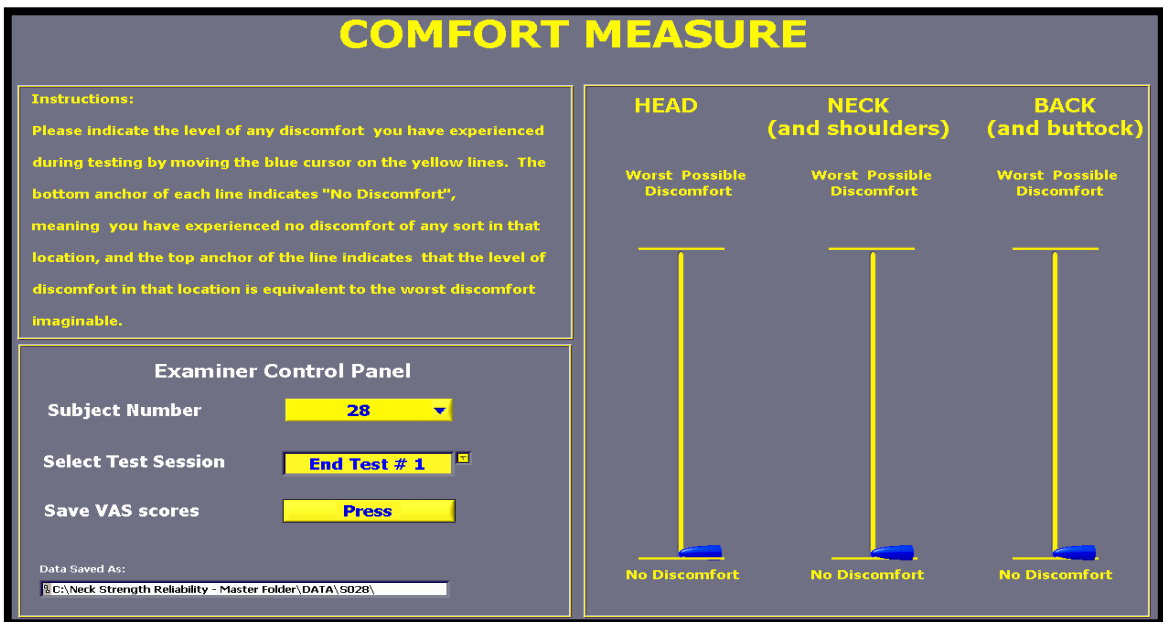 COMFORT MEASURE
Instructions:
Please indicate the level of any discomfort you have experienced
during testing by moving the blue cursor on the yellow lines. The
bottom anchor of each line indicates "No Discomfort",
meaning you have experienced no discomfort of any sort in that
location, and the top anchor of the line indicates that the level of
discomfort in that location is equivalent to the worst discomfort
imaginable.
Examiner Control Panel
Subject Number
28
Select Test Session
End Test # 1
Save VAS scores
Press
Data Saved As:
C:\Neck Strength Reliability - Master Folder\DATA\S028\
HEAD
Worst Possible
Discomfort
No Discomfort
NECK
(and shoulders)
Worst Possible
Discomfort
No Discomfort
BACK
(and buttock)
Worst Possible
Discomfort
No Discomfort